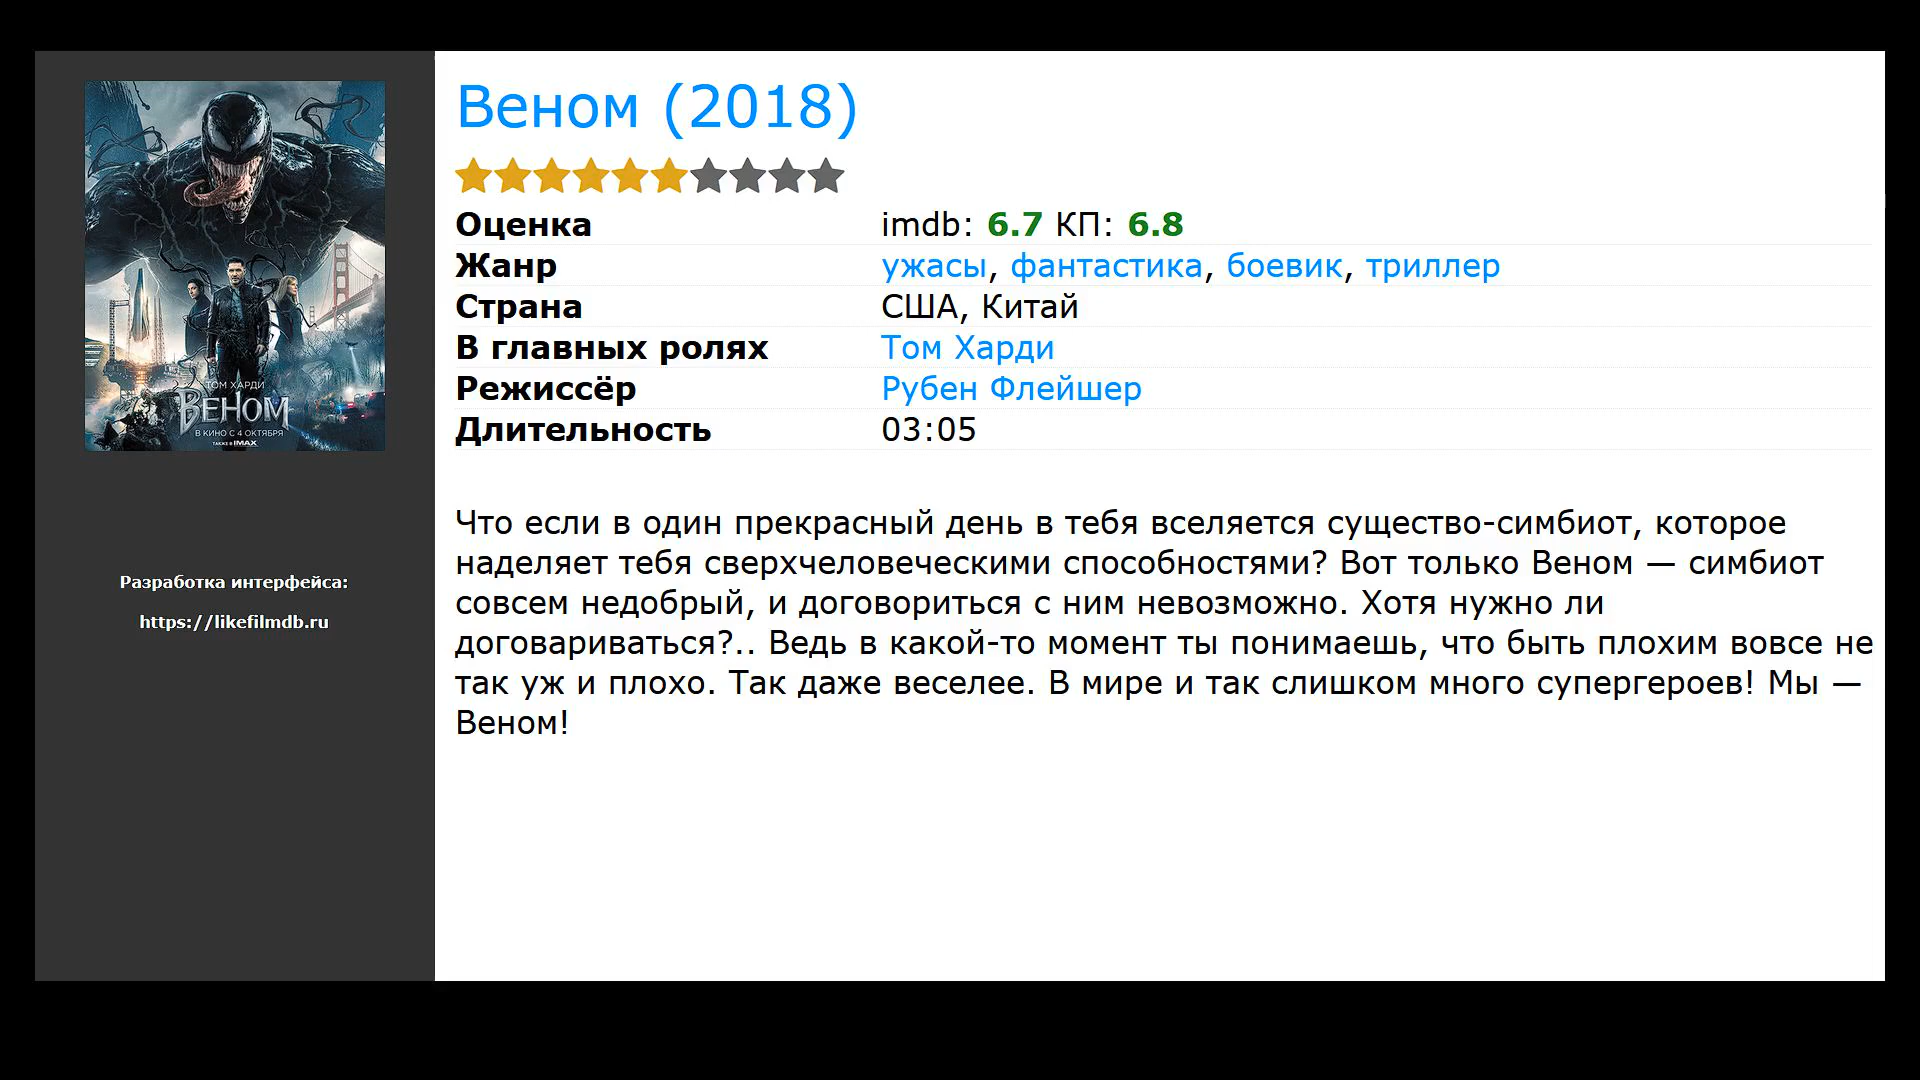 ТОМ ХАРДИ
ВЕНОМ
В КИНО С 4 ОКТЯБРЯ
ТАКЖЕ В IMAX
Разработка интерфейса:
https://likefilmdb.ru
Веном (2018)
Оценка imdb: 6.7 КП: 6.8
Жанр ужасы, фантастика, боевик, триллер
Страна США, Китай
В главных ролях Том Харди
Режиссёр Рубен Флейшер
Длительность 03:05
Что если в один прекрасный день в тебя вселяется существо-симбиот, которое
наделяет тебя сверхчеловеческими способностями? Вот только Веном — симбиот
совсем недобрый, и договориться с ним невозможно. Хотя нужно ли
договариваться?.. Ведь в какой-то момент ты понимаешь, что быть плохим вовсе не
так уж и плохо. Так даже веселее. В мире и так слишком много супергероев! Мы —
Веном!